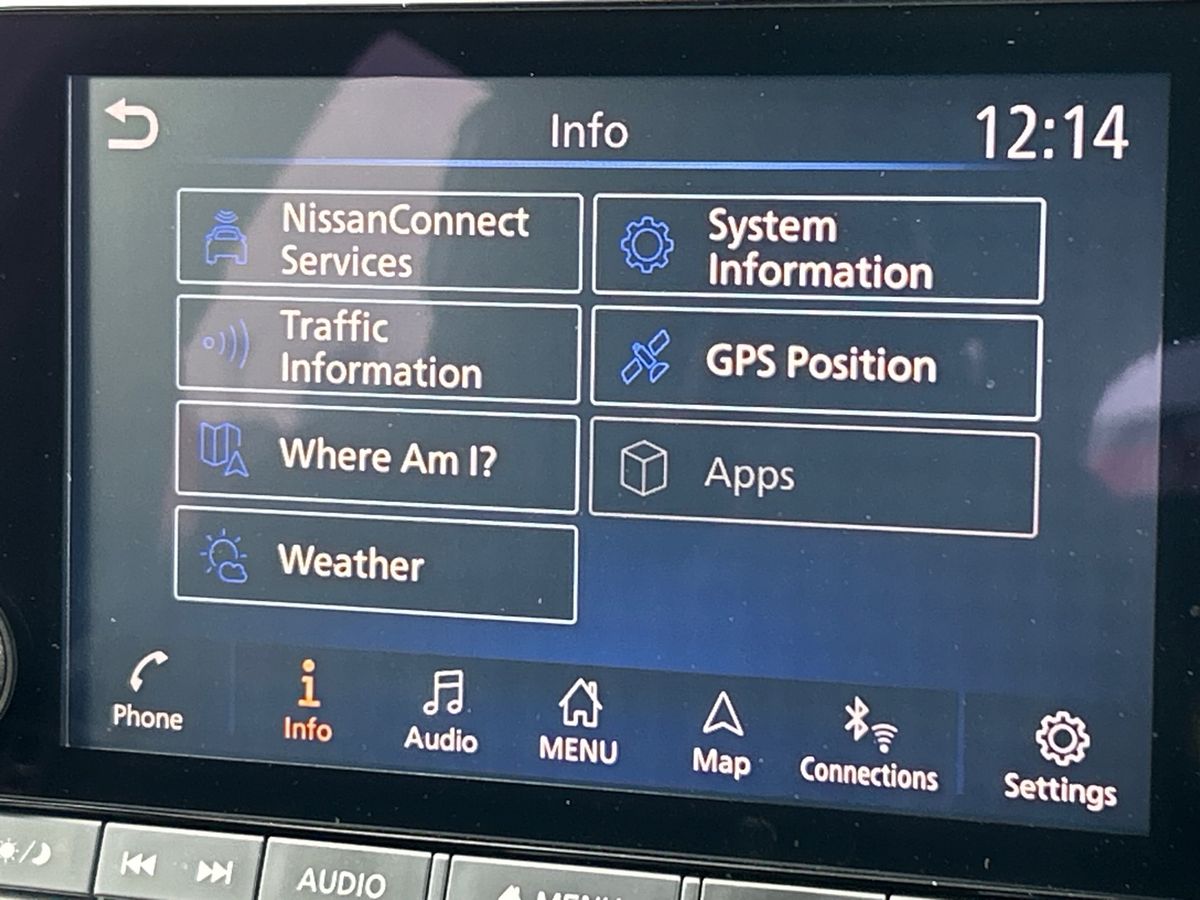 Info
12:14
NissanConnect
Services
System
Information
Traffic
Information
GPS Position
Where Am I?
Apps
Weather
Phone
Info
Audio
MENU
Map
Connections
Settings
AUDIO
MENU